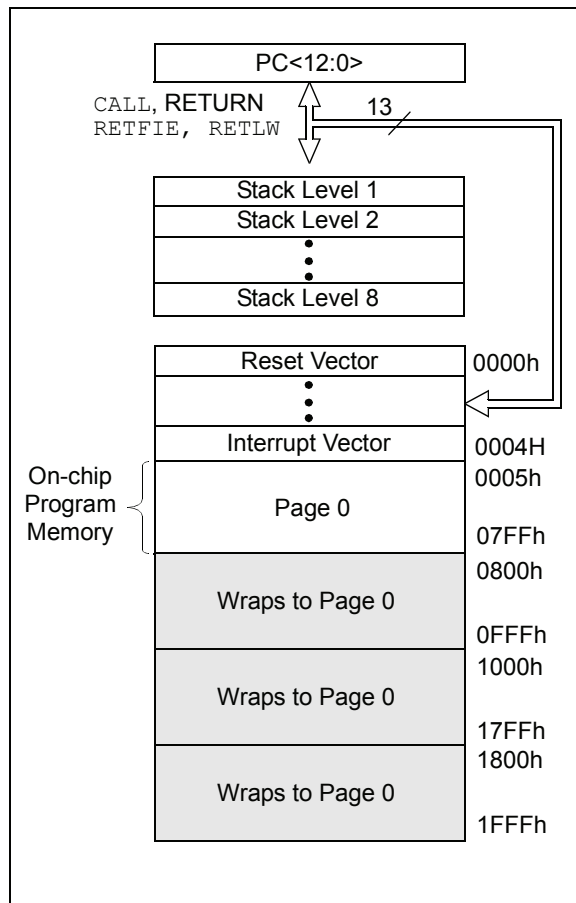 PC<12:0>
CALL, RETURN
RETFIE, RETLW
13
Stack Level 1
Stack Level 2
Stack Level 8
Reset Vector
0000h
Interrupt Vector
0004H
On-chip
Program
Memory
0005h
Page 0
07FFh
0800h
Wraps to Page 0
0FFFh
1000h
Wraps to Page 0
17FFh
1800h
Wraps to Page 0
1FFFh